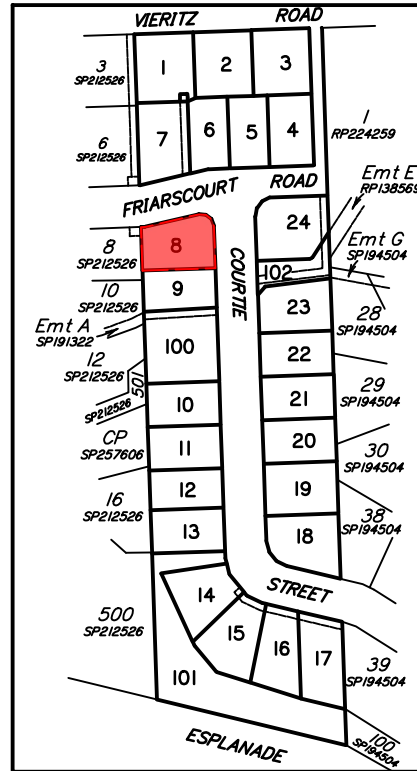 VIERITZ ROAD
3
SP212526
1
2
3
6
SP212526
7
6
5
4
1
RP224259
FRIARSCOURT ROAD
Emt E
RP138569
8
SP212526
8
24
Emt G
SP194504
COURTIE
102
10
SP212526
9
23
28
SP194504
Emt A
SP191322
100
22
12
SP212526
501
SP212526
29
SP194504
10
21
CP
SP257606
11
20
30
SP194504
16
SP212526
12
19
13
18
38
SP194504
STREET
500
SP212526
14
15
16
17
39
SP194504
101
100
SP194504
ESPLANADE